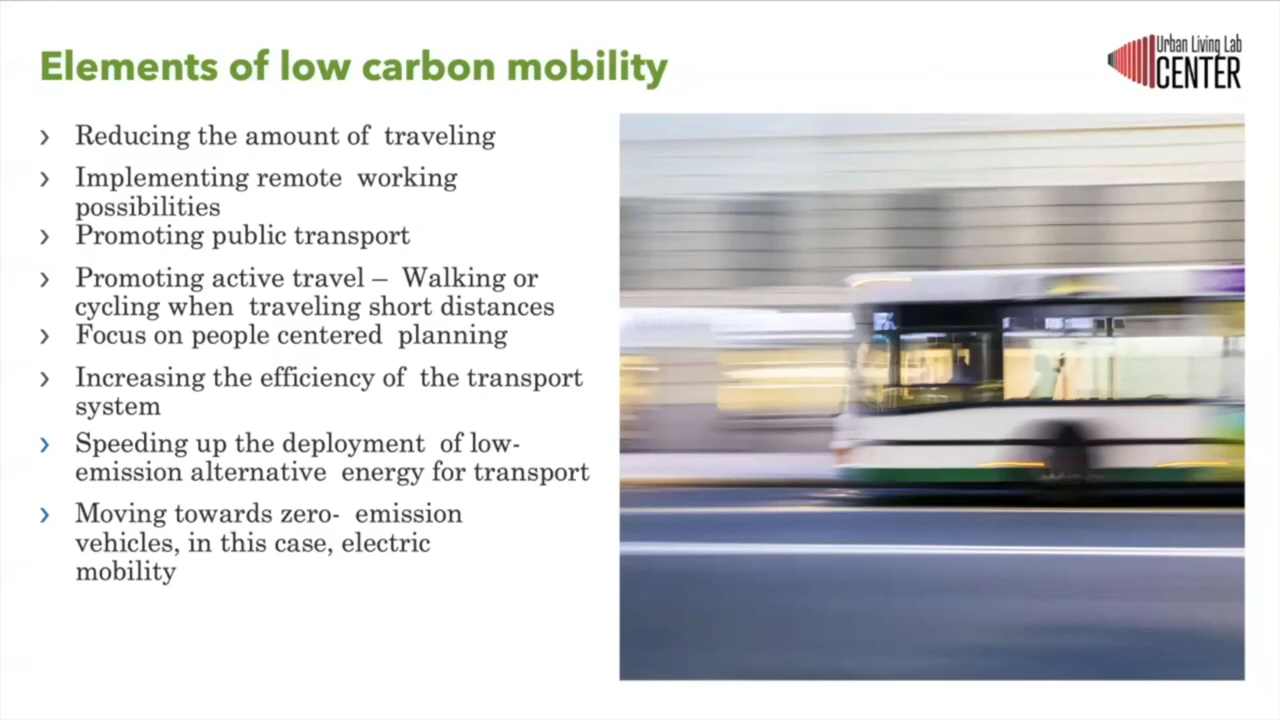 Elements of low carbon mobility
Urban Living Lab
CENTER
› Reducing the amount of traveling
› Implementing remote working
possibilities
› Promoting public transport
› Promoting active travel – Walking or
cycling when traveling short distances
› Focus on people centered planning
› Increasing the efficiency of the transport
system
› Speeding up the deployment of low-
emission alternative energy for transport
› Moving towards zero- emission
vehicles, in this case, electric
mobility